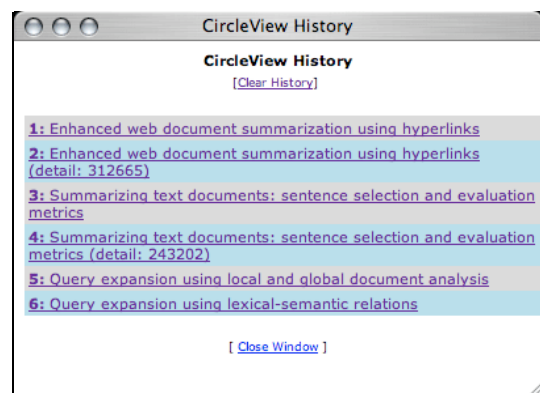 CircleView History
CircleView History
[Clear History]
1: Enhanced web document summarization using hyperlinks
2: Enhanced web document summarization using hyperlinks
(detail: 312665)
3: Summarizing text documents: sentence selection and evaluation
metrics
4: Summarizing text documents: sentence selection and evaluation
metrics (detail: 243202)
5: Query expansion using local and global document analysis
6: Query expansion using lexical-semantic relations
[ Close Window ]